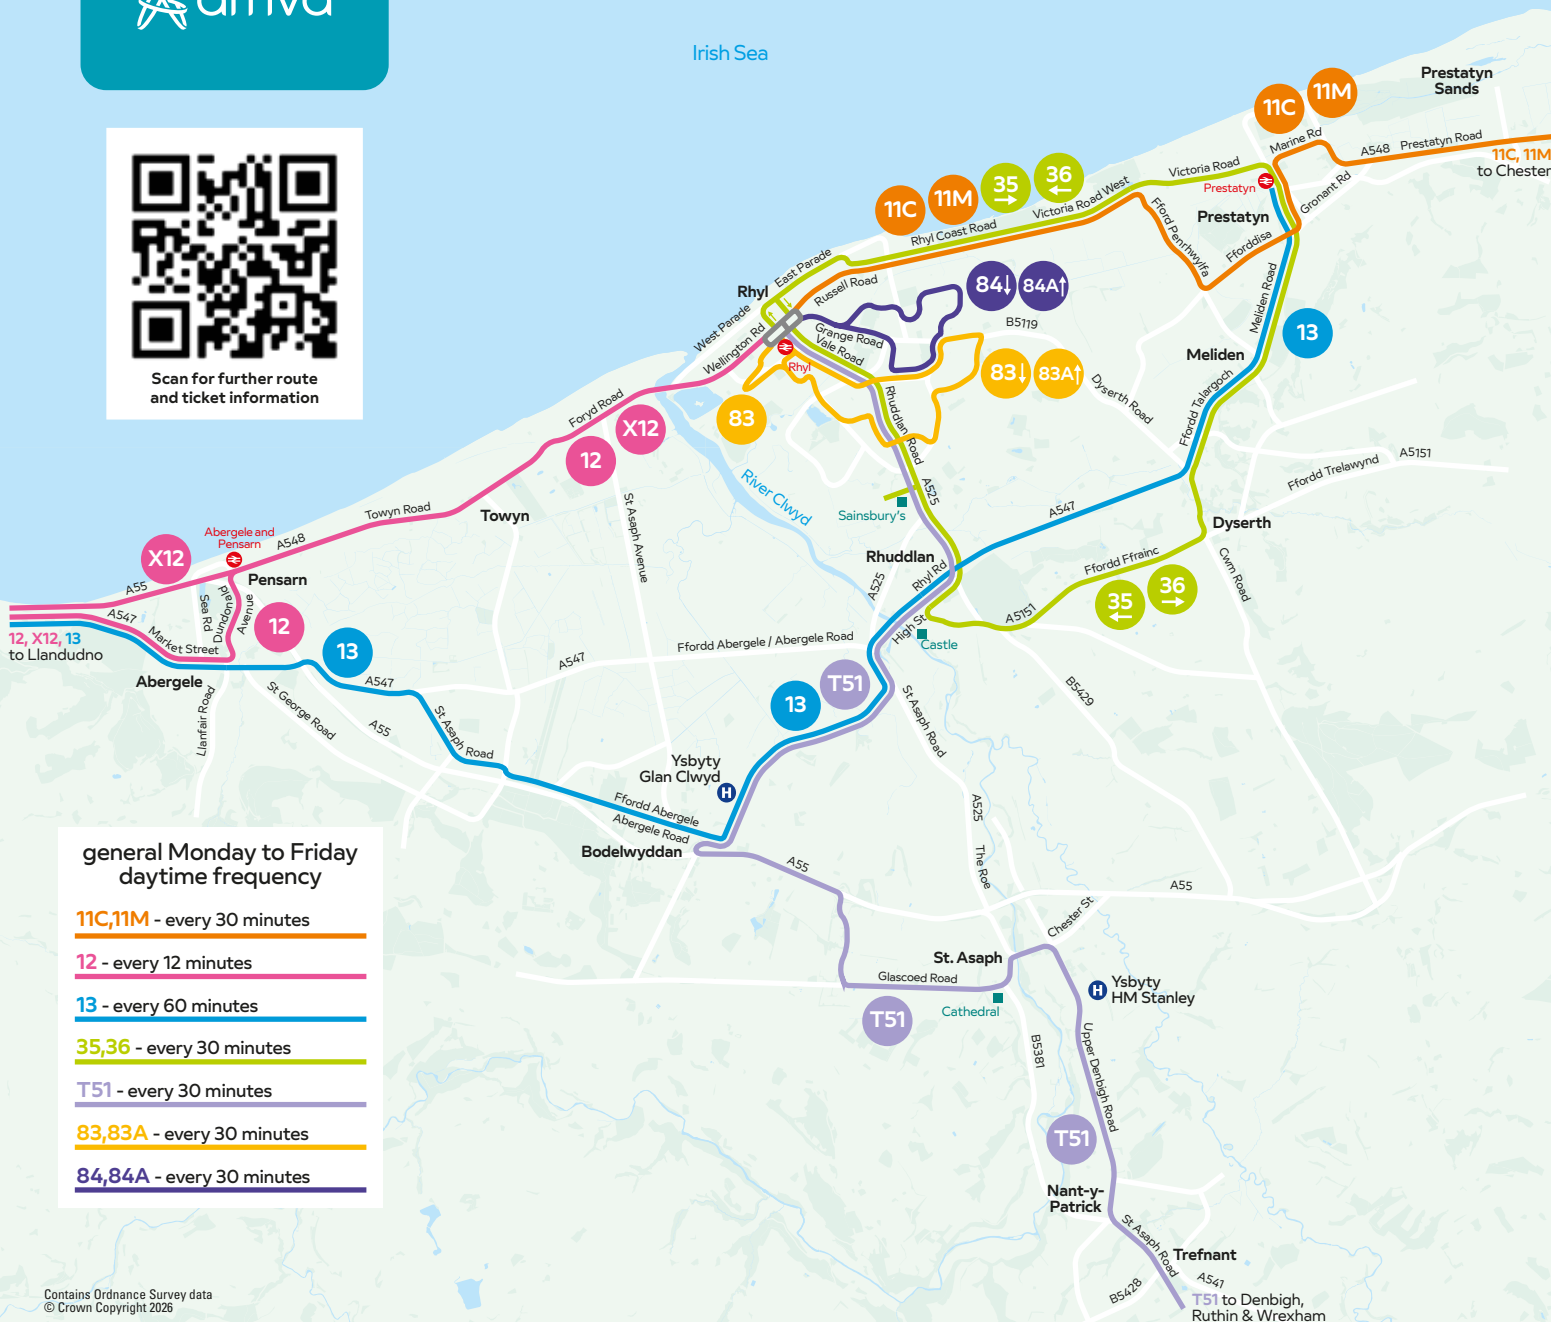 arriva
Irish Sea
Scan for further route
and ticket information
Prestatyn
Sands
11C
11M
Marine Rd
A548
Prestatyn Road
11C, 11M
to Chester
Gronant Rd
Victoria Road
Prestatyn
Prestatyn
Fforddisa
Fford Penrhwylfa
Victoria Road West
11C
11M
35
36
Rhyl Coast Road
East Parade
Russell Road
Rhyl
West Parade
Wellington Rd
Rhyl
Grange Road
Vale Road
84
84A
B5119
83
83A
83
Meliden Road
13
Meliden
Dyserth Road
Ffordd Talargoch
Foryd Road
12
X12
Rhuddlan Road
A525
River Clwyd
Sainsbury's
St Asaph Avenue
Towyn
Towyn Road
Abergele and
Pensarn
A548
X12
Pensarn
A55
A547
Sea Rd
Dundonald
Avenue
12
Market Street
12, X12, 13
to Llandudno
Abergele
13
A547
Llanfair Road
St George Road
A55
St Asaph Road
A547
Ffordd Abergele / Abergele Road
Rhuddlan
A525
Rhyl Rd
High St
Castle
A547
Ffordd Trelawynd
A5151
Dyserth
Ffordd Ffrainc
A5151
35
36
Cwm Road
B5429
13
T51
St Asaph Road
Ysbyty
Glan Clwyd
H
Ffordd Abergele
Abergele Road
Bodelwyddan
A55
A525
The Roe
A55
Chester St
St. Asaph
Glascoed Road
Cathedral
T51
H
Ysbyty
HM Stanley
B5381
Upper Denbigh Road
T51
Nant-y-
Patrick
St Asaph Road
Trefnant
A541
B5428
T51 to Denbigh,
Ruthin & Wrexham
general Monday to Friday
daytime frequency
11C,11M - every 30 minutes
12 - every 12 minutes
13 - every 60 minutes
35,36 - every 30 minutes
T51 - every 30 minutes
83,83A - every 30 minutes
84,84A - every 30 minutes
Contains Ordnance Survey data
© Crown Copyright 2026